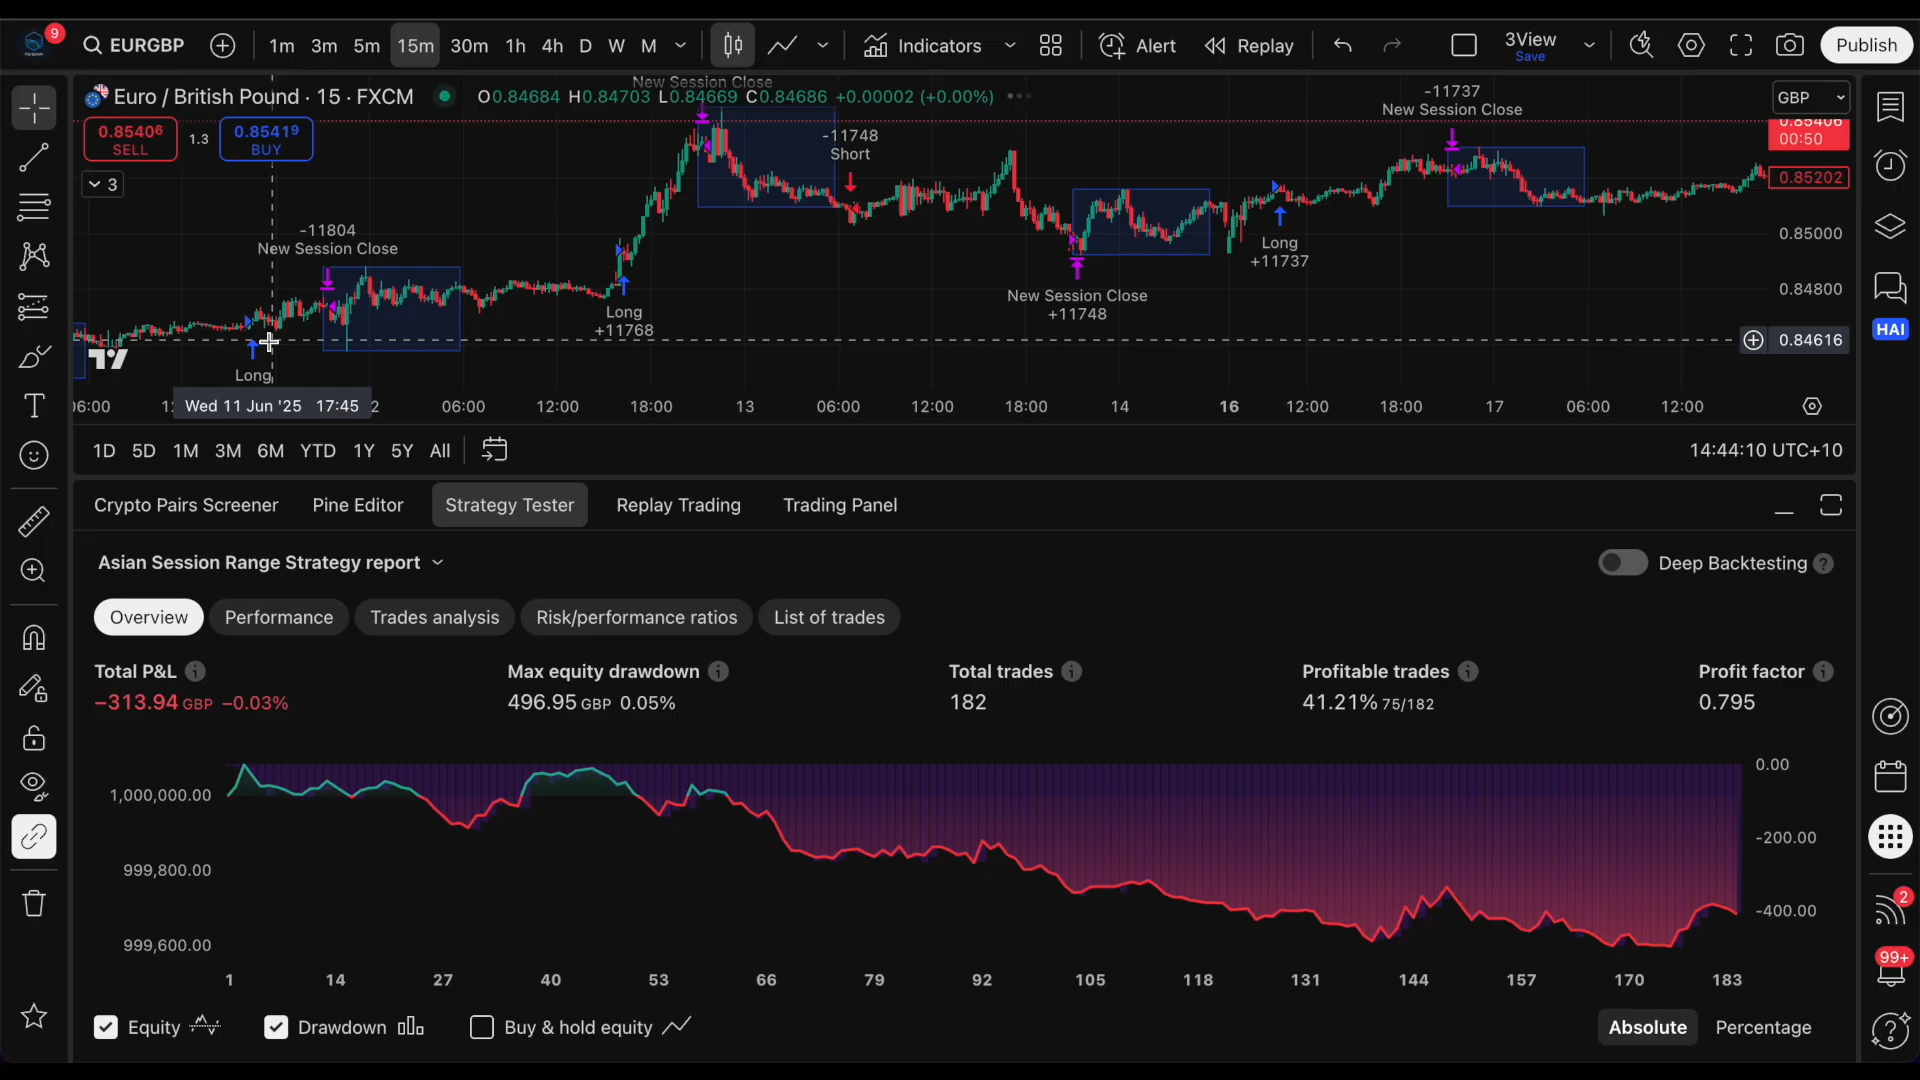 9
EURGBP
1m 3m 5m 15m 30m 1h 4h D W M
Indicators
Alert
Replay
3View
Save
Publish
Euro / British Pound · 15 · FXCM
O0.84684 H0.84703 L0.84669 C0.84686 +0.00002 (+0.00%)
GBP
0.85406
SELL
1.3
0.85419
BUY
3
New Session Close
-11748
Short
-11737
New Session Close
0.85406
00:50
0.85202
-11804
New Session Close
0.85000
Long
+11737
0.84800
Long
+11768
New Session Close
+11748
HAI
0.84616
Long
06:00
Wed 11 Jun '25 17:45
2 06:00 12:00 18:00 13 06:00 12:00 18:00 14 16 12:00 18:00 17 06:00 12:00
1D 5D 1M 3M 6M YTD 1Y 5Y All
14:44:10 UTC+10
Crypto Pairs Screener
Pine Editor
Strategy Tester
Replay Trading
Trading Panel
Asian Session Range Strategy report
Deep Backtesting ?
Overview
Performance
Trades analysis
Risk/performance ratios
List of trades
Total P&L
−313.94 GBP −0.03%
Max equity drawdown
496.95 GBP 0.05%
Total trades
182
Profitable trades
41.21% 75/182
Profit factor
0.795
0.00
1,000,000.00
-200.00
999,800.00
-400.00
999,600.00
1 14 27 40 53 66 79 92 105 118 131 144 157 170 183
2
99+
Equity
Drawdown
Buy & hold equity
Absolute
Percentage